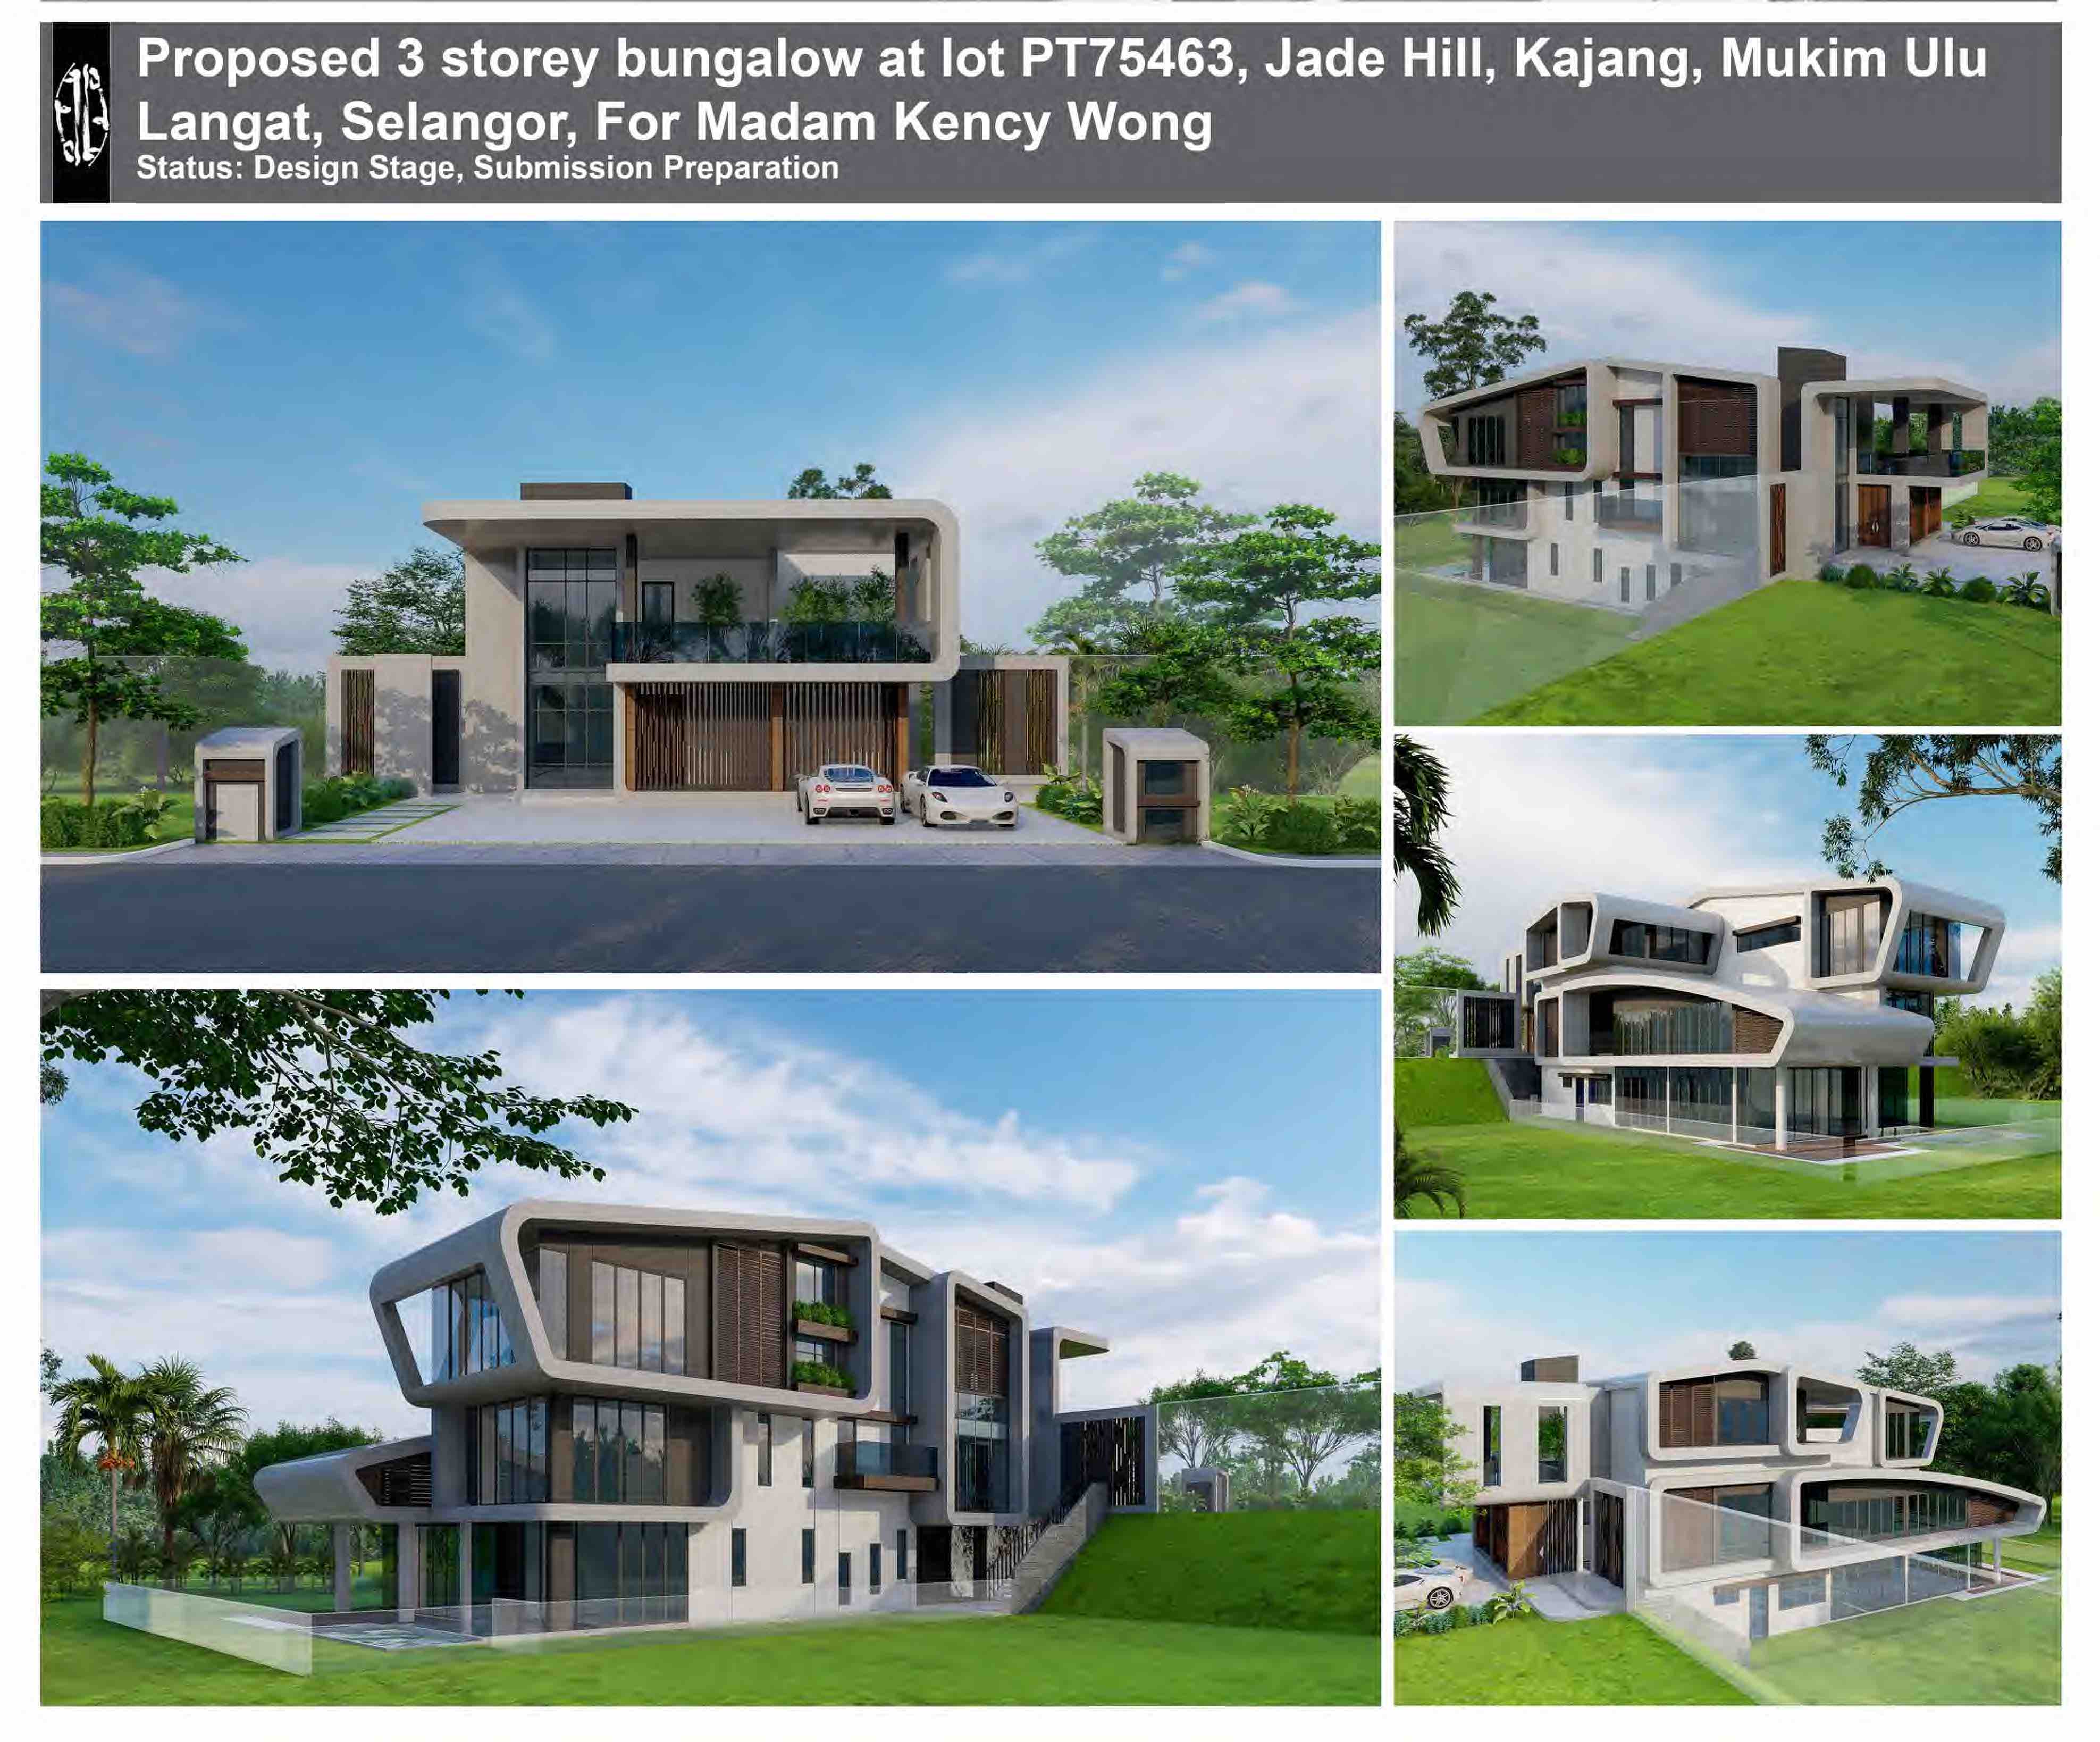 Proposed 3 storey bungalow at lot PT75463, Jade Hill, Kajang, Mukim Ulu
Langat, Selangor, For Madam Kency Wong
Status: Design Stage, Submission Preparation